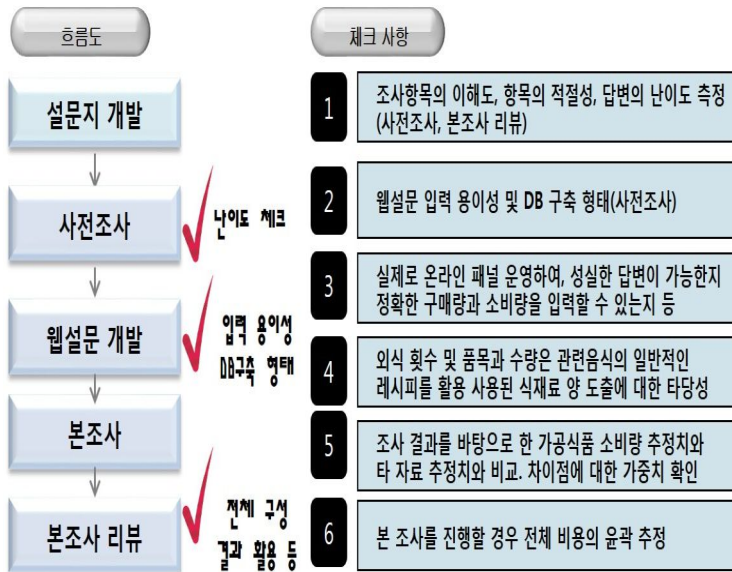 흐름도
설문지 개발
사전조사
난이도 체크
웹설문 개발
입력 용이성
DB구축 형태
본조사
본조사 리뷰
전체 구성
결과 활용 등
체크 사항
1
조사항목의 이해도, 항목의 적절성, 답변의 난이도 측정
(사전조사, 본조사 리뷰)
2
웹설문 입력 용이성 및 DB 구축 형태(사전조사)
3
실제로 온라인 패널 운영하여, 성실한 답변이 가능한지
정확한 구매량과 소비량을 입력할 수 있는지 등
4
외식 횟수 및 품목과 수량은 관련음식의 일반적인
레시피를 활용 사용된 식재료 양 도출에 대한 타당성
5
조사 결과를 바탕으로 한 가공식품 소비량 추정치와
타 자료 추정치와 비교. 차이점에 대한 가중치 확인
6
본 조사를 진행할 경우 전체 비용의 윤곽 추정